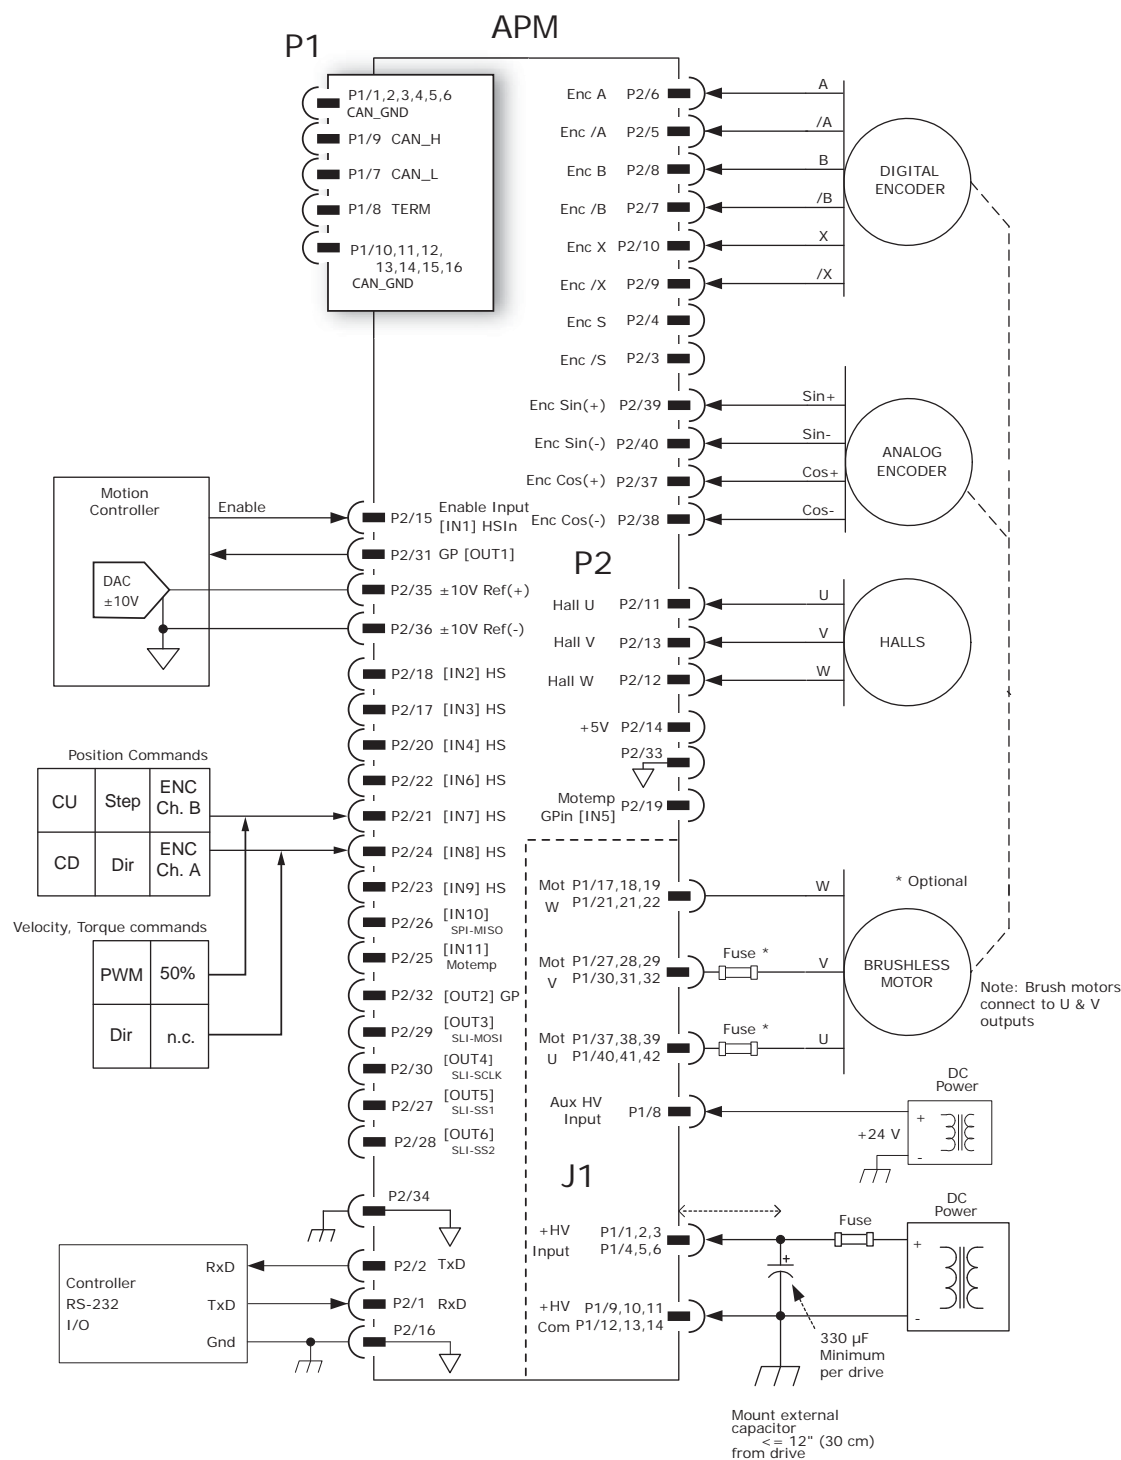 APM
P1
P1/1,2,3,4,5,6
CAN_GND
P1/9 CAN_H
P1/7 CAN_L
P1/8 TERM
P1/10,11,12,
13,14,15,16
CAN_GND
Enc A P2/6
A
Enc /A P2/5
/A
Enc B P2/8
B
Enc /B P2/7
/B
Enc X P2/10
X
Enc /X P2/9
/X
Enc S P2/4
Enc /S P2/3
DIGITAL
ENCODER
Enc Sin(+) P2/39
Sin+
Enc Sin(-) P2/40
Sin-
Enc Cos(+) P2/37
Cos+
Enc Cos(-) P2/38
Cos-
ANALOG
ENCODER
Motion
Controller
Enable
DAC
±10V
P2/15 Enable Input
[IN1] HSIn
P2/31 GP [OUT1]
P2/35 ±10V Ref(+)
P2/36 ±10V Ref(-)
P2/18 [IN2] HS
P2/17 [IN3] HS
P2/20 [IN4] HS
P2/22 [IN6] HS
P2/21 [IN7] HS
P2/24 [IN8] HS
P2/23 [IN9] HS
P2/26 [IN10]
SPI-MISO
P2/25 [IN11]
Motemp
P2/32 [OUT2] GP
P2/29 [OUT3]
SLI-MOSI
P2/30 [OUT4]
SLI-SCLK
P2/27 [OUT5]
SLI-SS1
P2/28 [OUT6]
SLI-SS2
P2/34
P2/2 TxD
P2/1 RxD
P2/16
Position Commands
CU Step ENC
Ch. B
CD Dir ENC
Ch. A
Velocity, Torque commands
PWM 50%
Dir n.c.
Controller
RS-232
I/O
RxD
TxD
Gnd
P2
Hall U P2/11
U
Hall V P2/13
V
Hall W P2/12
W
HALLS
+5V P2/14
P2/33
Motemp
GPin [IN5]
P2/19
Mot
W
P1/17,18,19
P1/21,21,22
W
* Optional
Mot
V
P1/27,28,29
P1/30,31,32
Fuse *
V
BRUSHLESS
MOTOR
Note: Brush motors
connect to U & V
outputs
Mot
U
P1/37,38,39
P1/40,41,42
Fuse *
U
Aux HV
Input
P1/8
DC
Power
+
+24 V
-
J1
+HV
Input
P1/1,2,3
P1/4,5,6
Fuse
DC
Power
+
+
-
+HV
Com
P1/9,10,11
P1/12,13,14
330 µF
Minimum
per drive
Mount external
capacitor
<= 12" (30 cm)
from drive